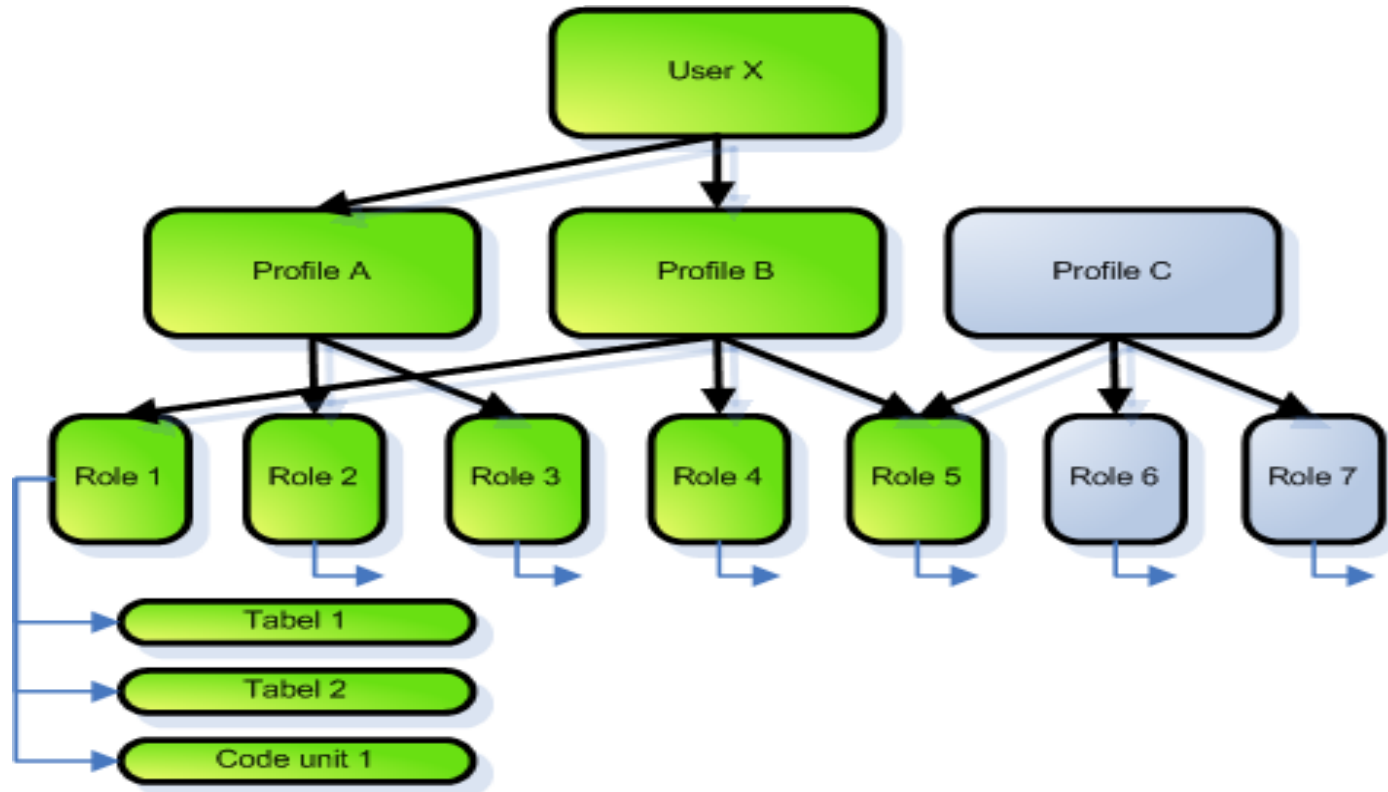 User X
Profile A
Profile B
Profile C
Role 1
Role 2
Role 3
Role 4
Role 5
Role 6
Role 7
Tabel 1
Tabel 2
Code unit 1